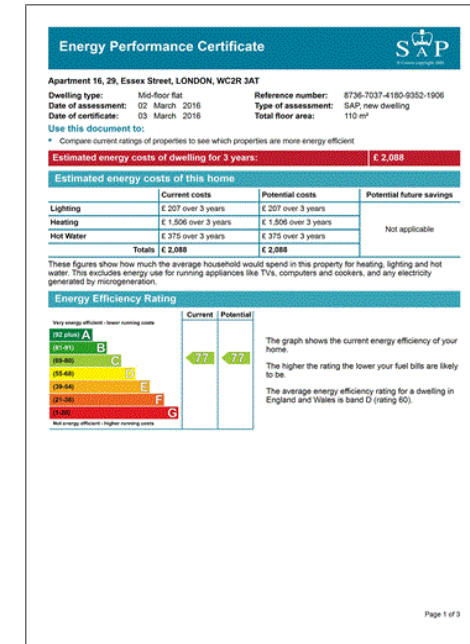 Energy Performance Certificate
SAP
© Crown copyright 2009
Apartment 16, 29, Essex Street, LONDON, WC2R 3AT
Dwelling type: Mid-floor flat Reference number: 8736-7037-4180-9352-1906
Date of assessment: 02 March 2016 Type of assessment: SAP, new dwelling
Date of certificate: 03 March 2016 Total floor area: 110 m²
Use this document to:
• Compare current ratings of properties to see which properties are more energy efficient
Estimated energy costs of dwelling for 3 years: £ 2,088
Estimated energy costs of this home
Current costs Potential costs Potential future savings
Lighting £ 207 over 3 years £ 207 over 3 years
Heating £ 1,506 over 3 years £ 1,506 over 3 years
Not applicable
Hot Water £ 375 over 3 years £ 375 over 3 years
Totals £ 2,088 £ 2,088
These figures show how much the average household would spend in this property for heating, lighting and hot
water. This excludes energy use for running appliances like TVs, computers and cookers, and any electricity
generated by microgeneration.
Energy Efficiency Rating
Current Potential
Very energy efficient - lower running costs
(92 plus) A
(81-91) B
(69-80) C
77 77
(55-68) D
(39-54) E
(21-38) F
(1-20) G
Not energy efficient - higher running costs
The graph shows the current energy efficiency of your
home.
The higher the rating the lower your fuel bills are likely
to be.
The average energy efficiency rating for a dwelling in
England and Wales is band D (rating 60).
Page 1 of 3